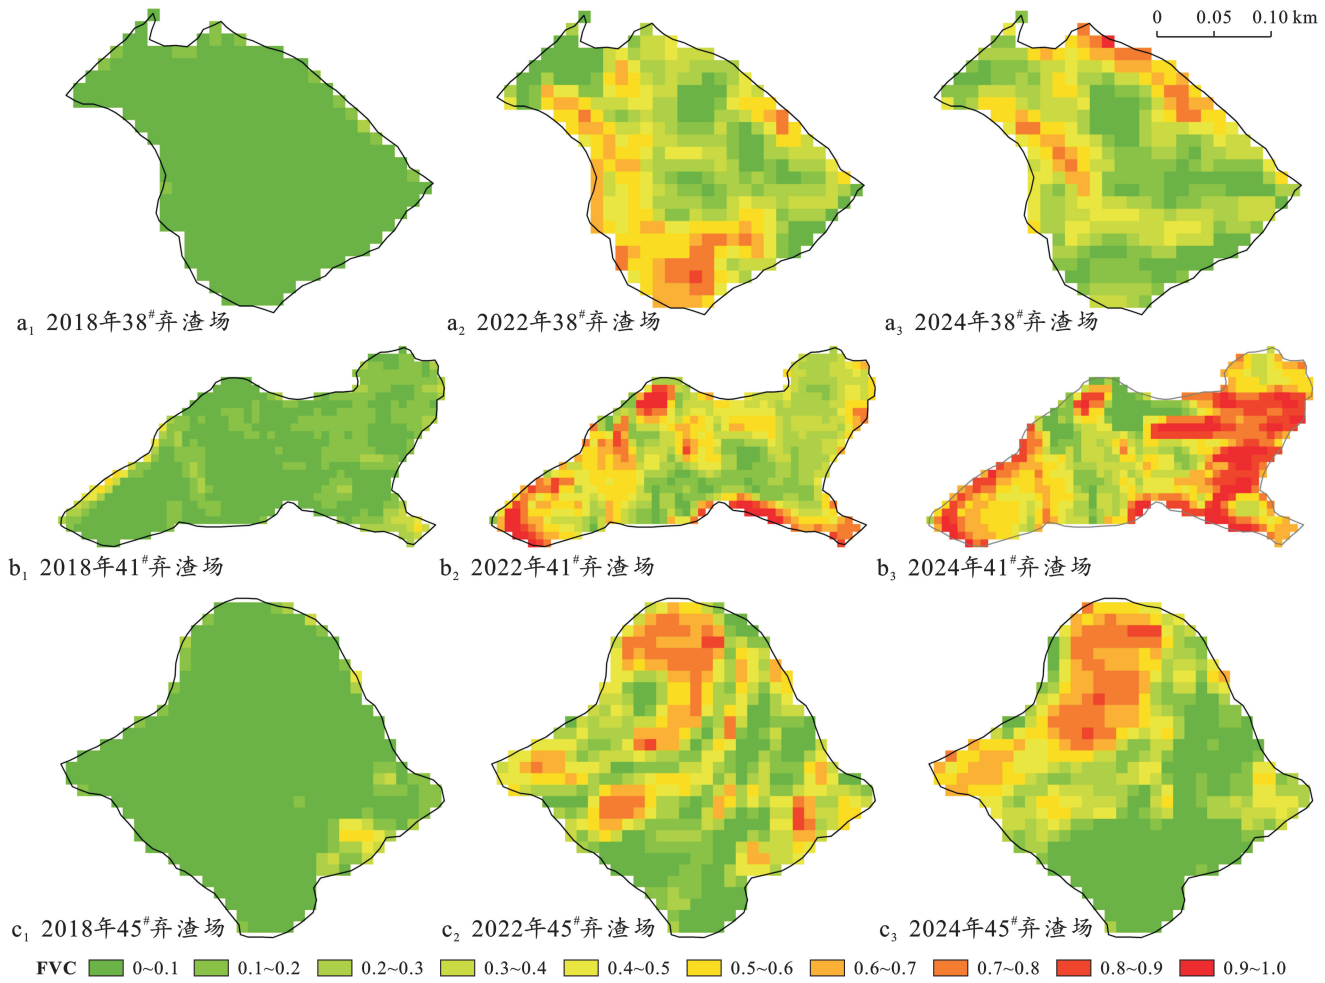 0 0.05 0.10 km
a₁ 2018年38#弃渣场
a₂ 2022年38#弃渣场
a₃ 2024年38#弃渣场
b₁ 2018年41#弃渣场
b₂ 2022年41#弃渣场
b₃ 2024年41#弃渣场
c₁ 2018年45#弃渣场
c₂ 2022年45#弃渣场
c₃ 2024年45#弃渣场
FVC 0~0.1 0.1~0.2 0.2~0.3 0.3~0.4 0.4~0.5 0.5~0.6 0.6~0.7 0.7~0.8 0.8~0.9 0.9~1.0